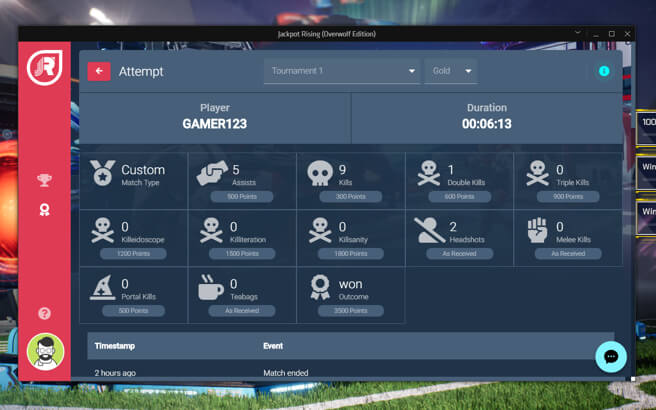 Jackpot Rising (Overwolf Edition)
Attempt
Tournament 1
Gold
Player
GAMER123
Duration
00:06:13
Custom
Match Type
5
Assists
500 Points
9
Kills
300 Points
1
Double Kills
600 Points
0
Triple Kills
900 Points
0
Killeidoscope
1200 Points
0
Killiteration
1500 Points
0
Killsanity
1800 Points
2
Headshots
As Received
0
Melee Kills
As Received
0
Portal Kills
500 Points
0
Teabags
As Received
won
Outcome
3500 Points
Timestamp
Event
2 hours ago
Match ended
100
Win
Win